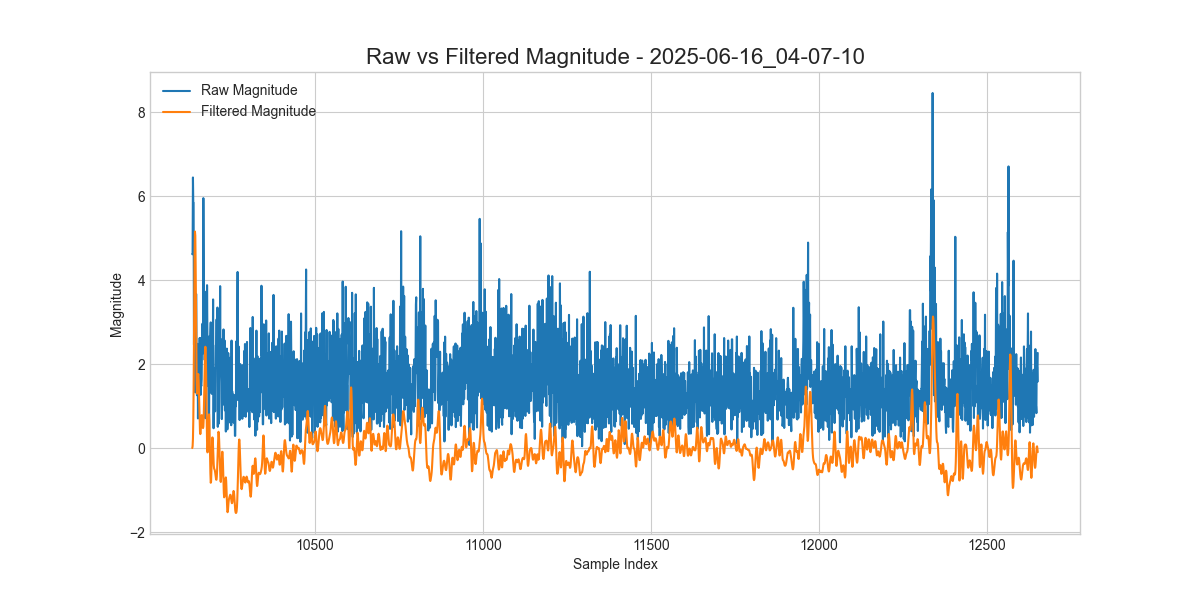 Raw vs Filtered Magnitude - 2025-06-16_04-07-10
Raw Magnitude
Filtered Magnitude
8
6
4
2
0
−2
Magnitude
10500 11000 11500 12000 12500
Sample Index